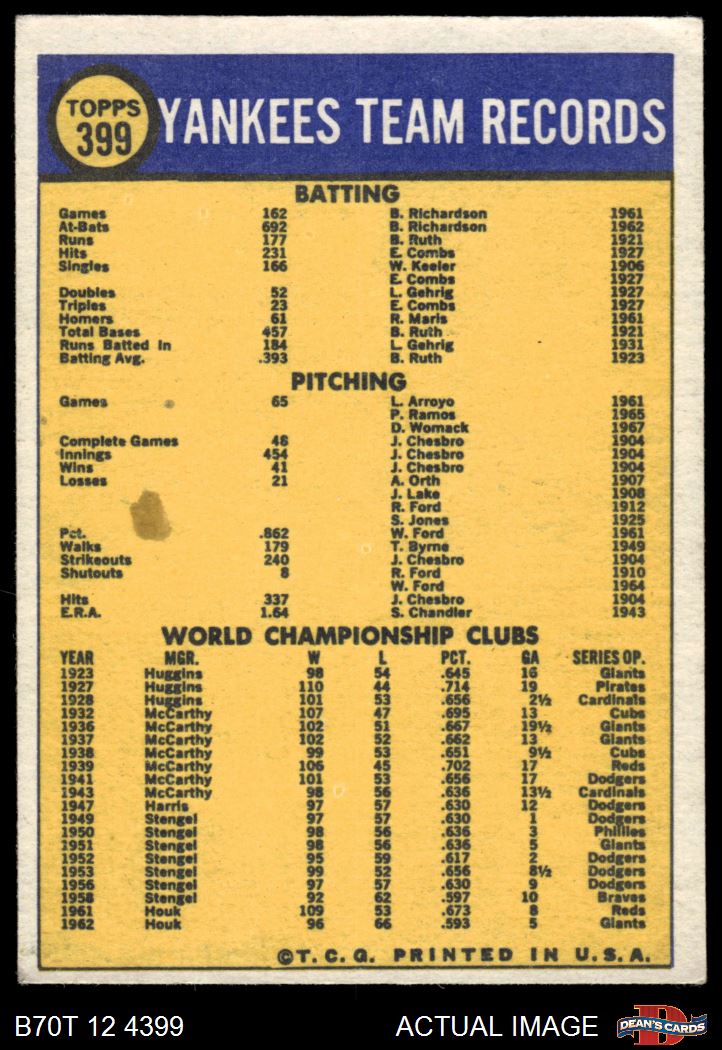 TOPPS
399
YANKEES TEAM RECORDS
BATTING
Games 162 B. Richardson 1961
At-Bats 692 B. Richardson 1962
Runs 177 B. Ruth 1921
Hits 231 E. Combs 1927
Singles 166 W. Keeler 1906
E. Combs 1927
Doubles 52 L. Gehrig 1927
Triples 23 E. Combs 1927
Homers 61 R. Maris 1961
Total Bases 457 B. Ruth 1921
Runs Batted In 184 L. Gehrig 1931
Batting Avg. .393 B. Ruth 1923
PITCHING
Games 65 L. Arroyo 1961
P. Ramos 1965
D. Womack 1967
Complete Games 48 J. Chesbro 1904
Innings 454 J. Chesbro 1904
Wins 41 J. Chesbro 1904
Losses 21 A. Orth 1907
J. Lake 1908
R. Ford 1912
S. Jones 1925
Pct. .862 W. Ford 1961
Walks 179 T. Byrne 1949
Strikeouts 240 J. Chesbro 1904
Shutouts 8 R. Ford 1910
W. Ford 1964
Hits 337 J. Chesbro 1904
E.R.A. 1.64 S. Chandler 1943
WORLD CHAMPIONSHIP CLUBS
YEAR MGR. W L PCT. GA SERIES OP.
1923 Huggins 98 54 .645 16 Giants
1927 Huggins 110 44 .714 19 Pirates
1928 Huggins 101 53 .656 2½ Cardinals
1932 McCarthy 107 47 .695 13 Cubs
1936 McCarthy 102 51 .667 19½ Giants
1937 McCarthy 102 52 .662 13 Giants
1938 McCarthy 99 53 .651 9½ Cubs
1939 McCarthy 106 45 .702 17 Reds
1941 McCarthy 101 53 .656 17 Dodgers
1943 McCarthy 98 56 .636 13½ Cardinals
1947 Harris 97 57 .630 12 Dodgers
1949 Stengel 97 57 .630 1 Dodgers
1950 Stengel 98 56 .636 3 Phillies
1951 Stengel 98 56 .636 5 Giants
1952 Stengel 95 59 .617 2 Dodgers
1953 Stengel 99 52 .656 8½ Dodgers
1956 Stengel 97 57 .630 9 Dodgers
1958 Stengel 92 62 .597 10 Braves
1961 Houk 109 53 .673 8 Reds
1962 Houk 96 66 .593 5 Giants
©T. C. G. PRINTED IN U. S. A.
B70T 12 4399 ACTUAL IMAGE
D
DEAN'S CARDS